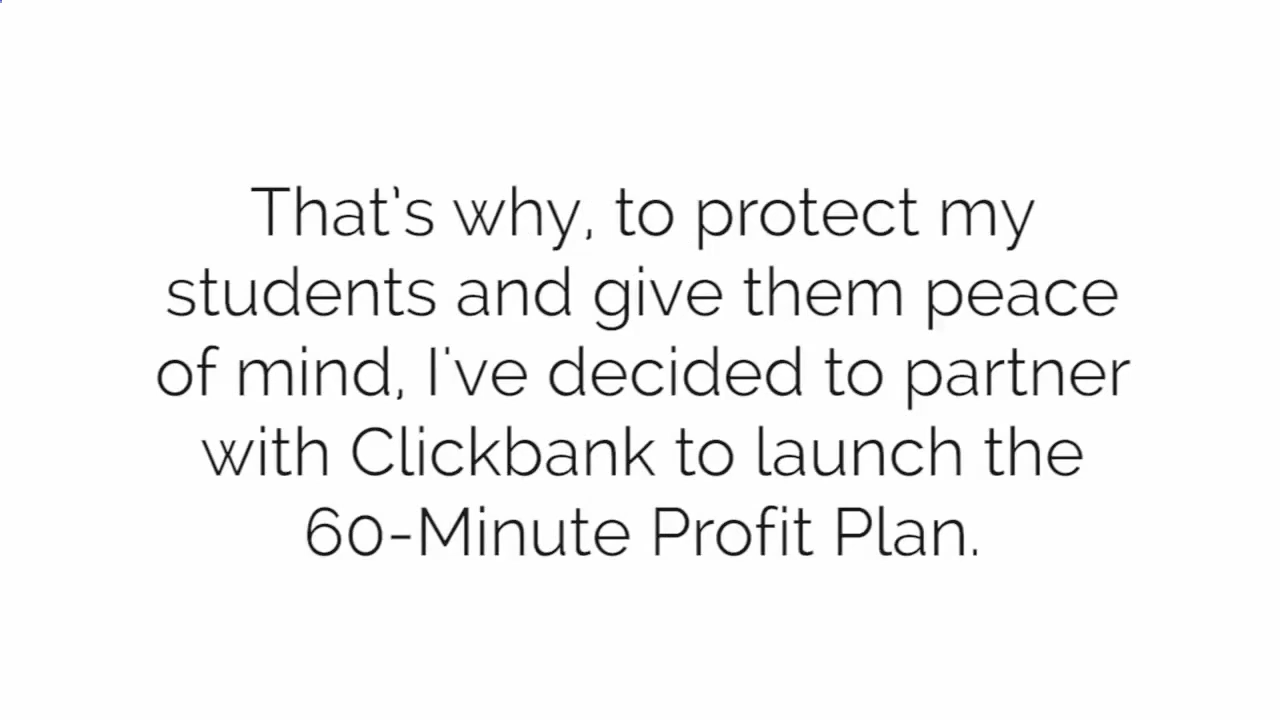 That's why, to protect my
students and give them peace
of mind, I've decided to partner
with Clickbank to launch the
60-Minute Profit Plan.